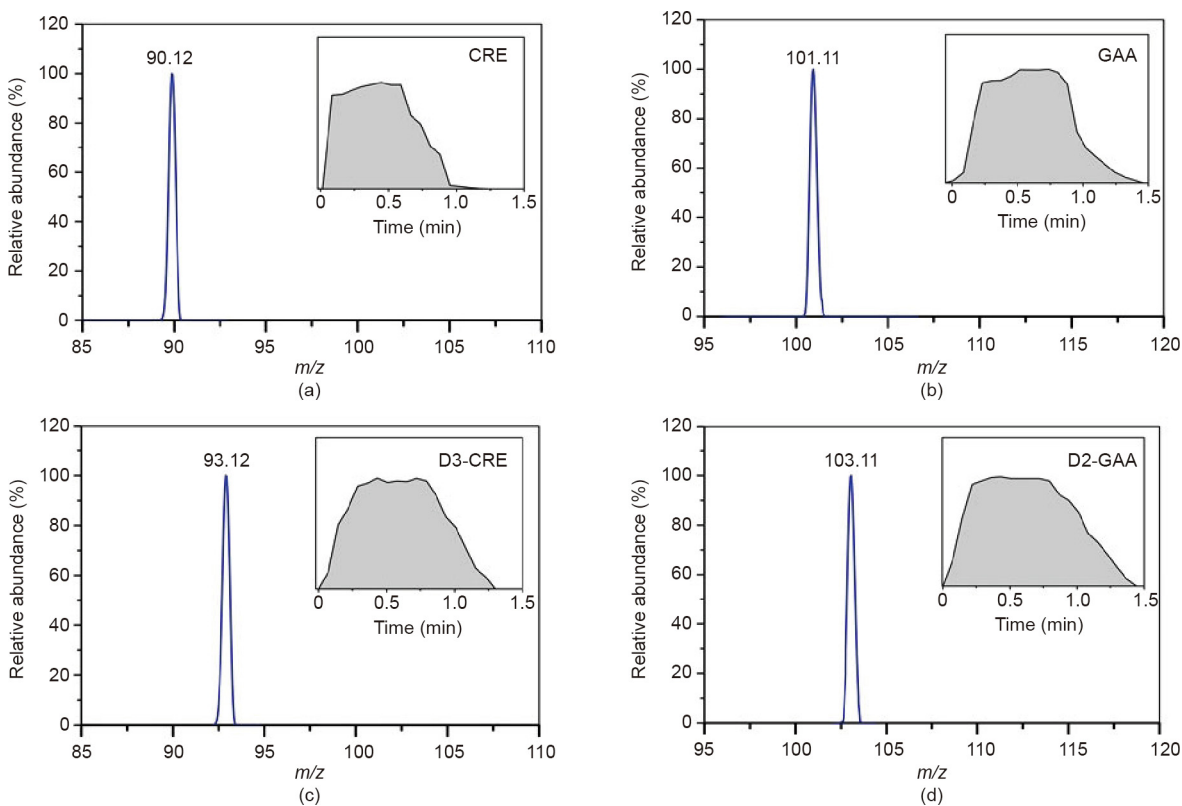 120
100
80
60
40
20
0
Relative abundance (%)
90.12
CRE
0 0.5 1.0 1.5
Time (min)
85 90 95 100 105 110
m/z
(a)
120
100
80
60
40
20
0
Relative abundance (%)
101.11
GAA
0 0.5 1.0 1.5
Time (min)
95 100 105 110 115 120
m/z
(b)
120
100
80
60
40
20
0
Relative abundance (%)
93.12
D3-CRE
0 0.5 1.0 1.5
Time (min)
85 90 95 100 105 110
m/z
(c)
120
100
80
60
40
20
0
Relative abundance (%)
103.11
D2-GAA
0 0.5 1.0 1.5
Time (min)
95 100 105 110 115 120
m/z
(d)